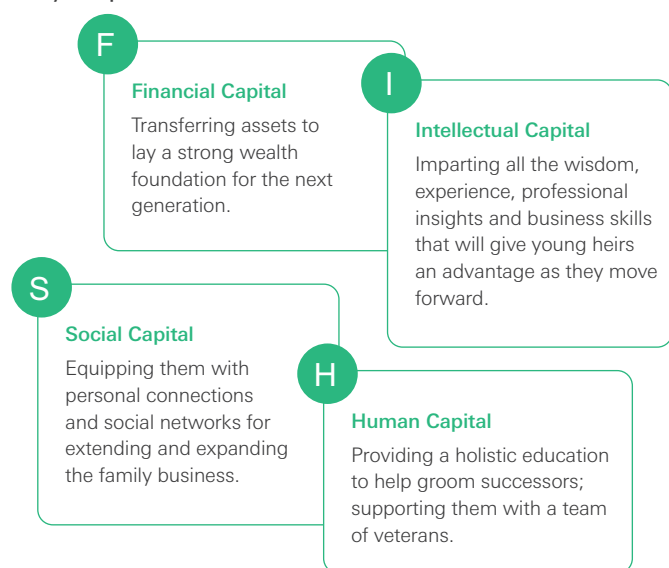 F
Financial Capital
Transferring assets to
lay a strong wealth
foundation for the next
generation.
I
Intellectual Capital
Imparting all the wisdom,
experience, professional
insights and business skills
that will give young heirs
an advantage as they move
forward.
S
Social Capital
Equipping them with
personal connections
and social networks for
extending and expanding
the family business.
H
Human Capital
Providing a holistic education
to help groom successors;
supporting them with a team
of veterans.